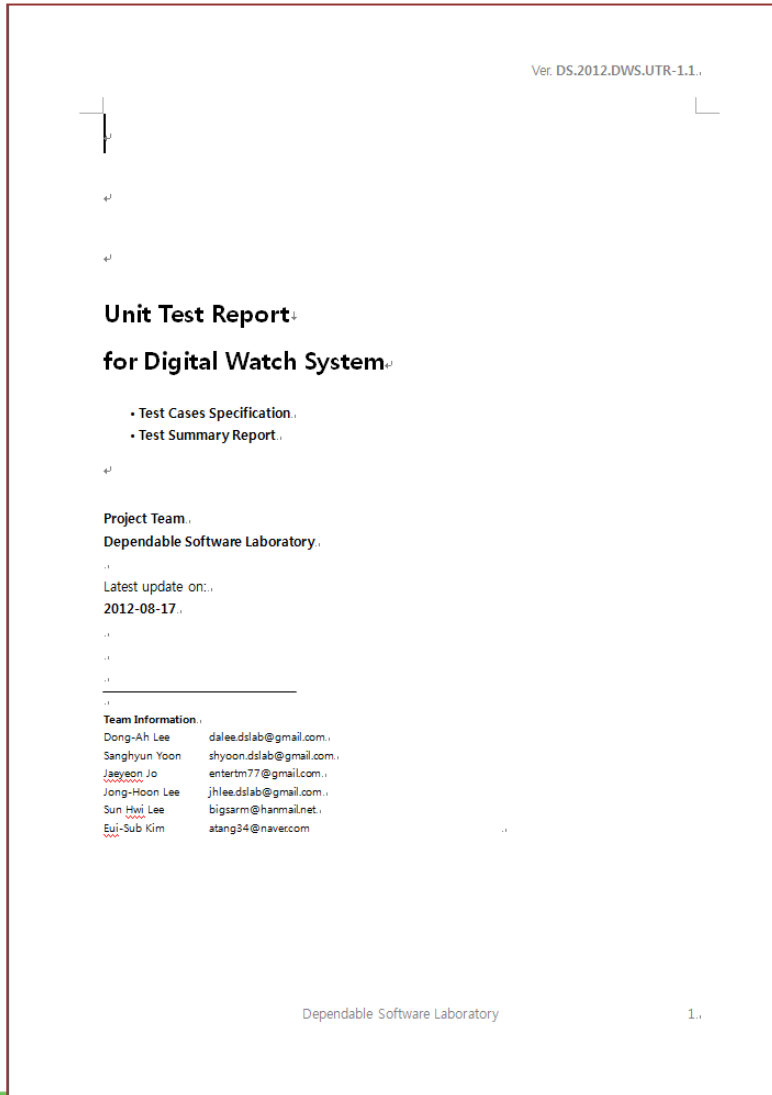 Ver. DS.2012.DWS.UTR-1.1
Unit Test Report
for Digital Watch System
• Test Cases Specification
• Test Summary Report
Project Team
Dependable Software Laboratory
Latest update on:
2012-08-17
Team Information
Dong-Ah Lee dalee.dslab@gmail.com
Sanghyun Yoon shyoon.dslab@gmail.com
Jaeyeon Jo entertm77@gmail.com
Jong-Hoon Lee jhlee.dslab@gmail.com
Sun Hwi Lee bigsarm@hanmail.net
Eui-Sub Kim atang34@naver.com
Dependable Software Laboratory 1